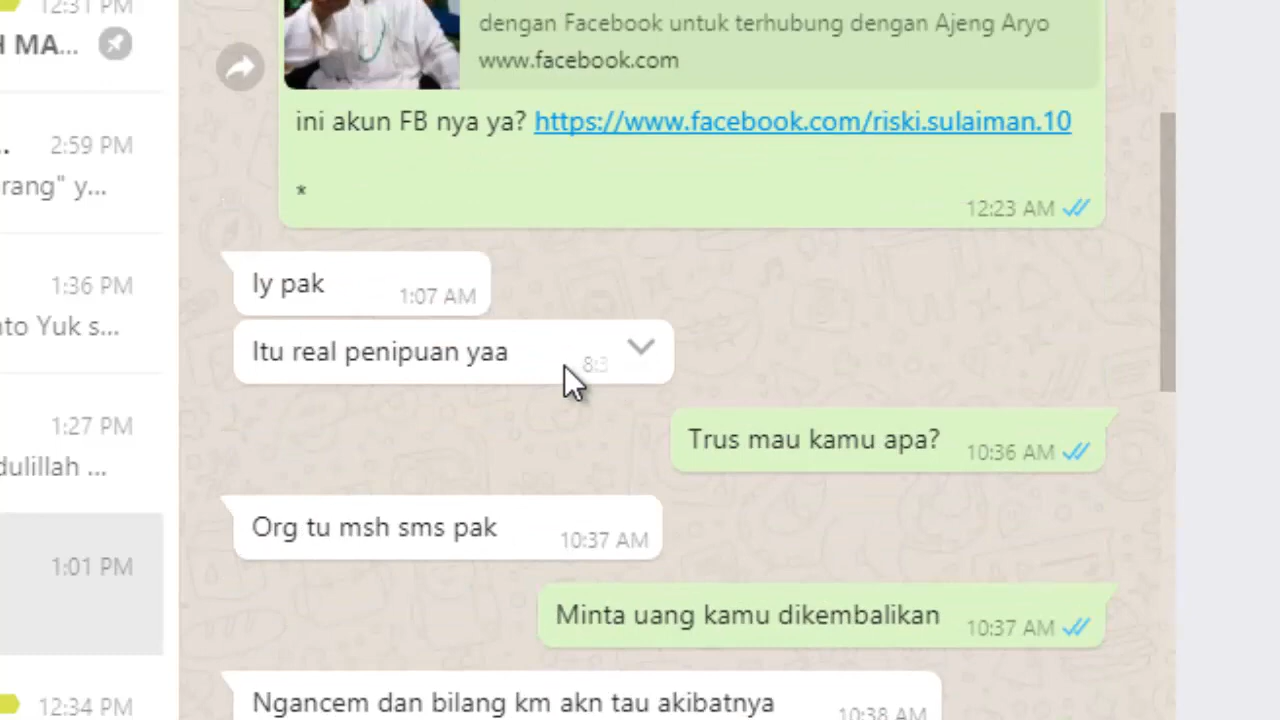 12:31 PM
H MA...
2:59 PM
rang" y...
1:36 PM
nto Yuk s...
1:27 PM
dulillah ...
1:01 PM
12:34 PM
dengan Facebook untuk terhubung dengan Ajeng Aryo
www.facebook.com
ini akun FB nya ya? https://www.facebook.com/riski.sulaiman.10
*
12:23 AM
Iy pak
1:07 AM
Itu real penipuan yaa
8:3
Trus mau kamu apa?
10:36 AM
Org tu msh sms pak
10:37 AM
Minta uang kamu dikembalikan
10:37 AM
Ngancem dan bilang km akn tau akibatnya
10:38 AM